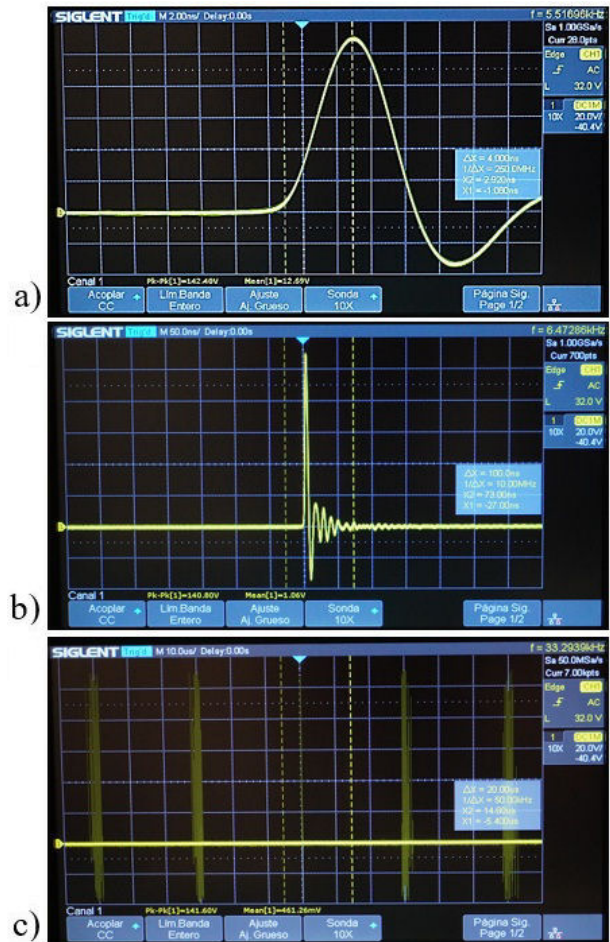 SIGLENT Trig'd M 2.00ns/ Delay:0.00s f = 5.51696kHz
Sa 1.00GSa/s
Curr 28.0pts
Edge CH1
AC
L 32.0 V
1 DC1M
10X 20.0V/
-40.4V
ΔX = 4.000ns
1/ΔX = 250.0MHz
X2 = 2.920ns
X1 = -1.080ns
Canal 1 Pk-Pk[1]=142.40V Mean[1]=12.69V
Acoplar CC
Lím.Banda Entero
Ajuste Aj. Grueso
Sonda 10X
Página Sig. Page 1/2
a)
SIGLENT Trig'd M 50.0ns/ Delay:0.00s f = 6.47286kHz
Sa 1.00GSa/s
Curr 700pts
Edge CH1
AC
L 32.0 V
1 DC1M
10X 20.0V/
-40.4V
ΔX = 100.0ns
1/ΔX = 10.00MHz
X2 = 73.00ns
X1 = -27.00ns
Canal 1 Pk-Pk[1]=140.80V Mean[1]=1.06V
Acoplar CC
Lím.Banda Entero
Ajuste Aj. Grueso
Sonda 10X
Página Sig. Page 1/2
b)
SIGLENT Trig'd M 10.0us/ Delay:0.00s f = 33.2939kHz
Sa 50.0MSa/s
Curr 7.00kpts
Edge CH1
AC
L 32.0 V
1 DC1M
10X 20.0V/
-40.4V
ΔX = 20.00us
1/ΔX = 50.00kHz
X2 = 14.60us
X1 = -5.400us
Canal 1 Pk-Pk[1]=141.60V Mean[1]=461.26mV
Acoplar CC
Lím.Banda Entero
Ajuste Aj. Grueso
Sonda 10X
Página Sig. Page 1/2
c)